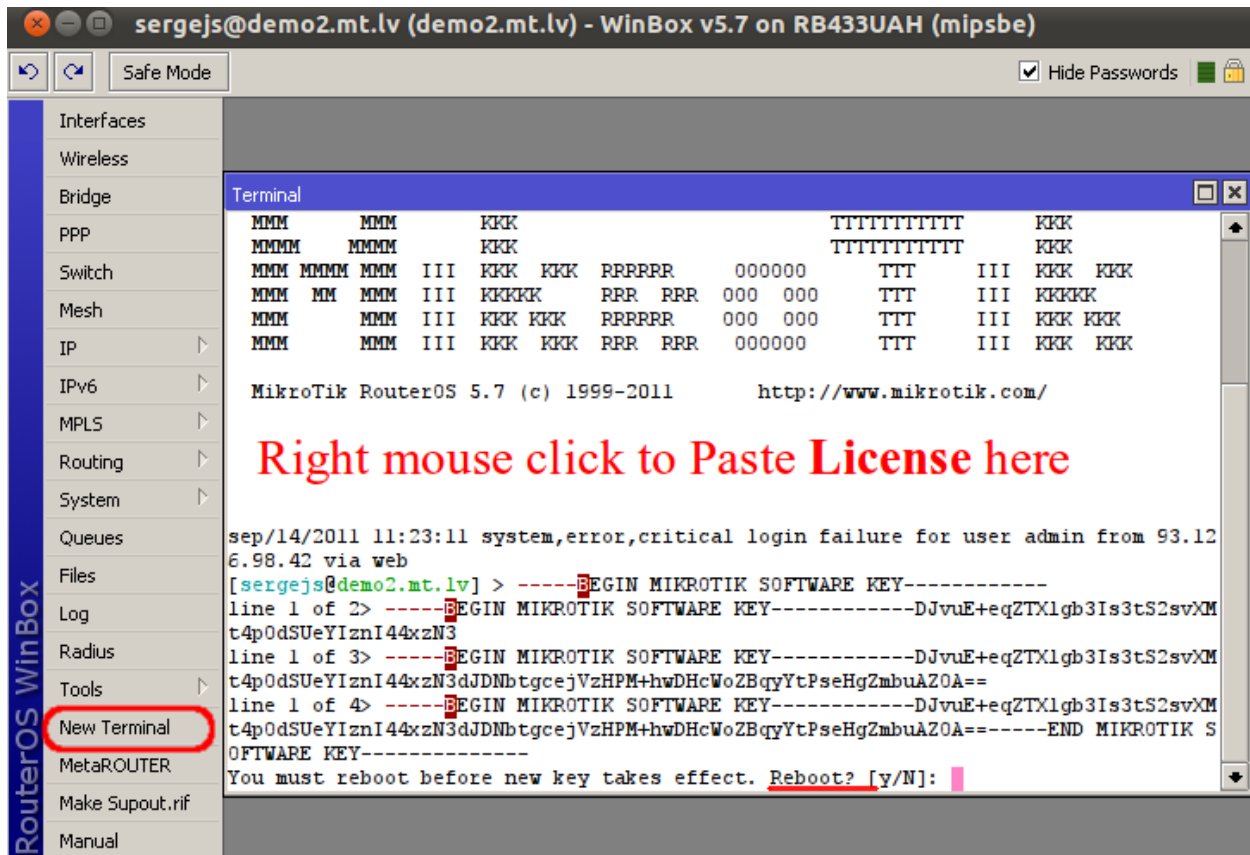 sergejs@demo2.mt.lv (demo2.mt.lv) - WinBox v5.7 on RB433UAH (mipsbe)
Safe Mode
Hide Passwords
RouterOS WinBox
Interfaces
Wireless
Bridge
PPP
Switch
Mesh
IP
IPv6
MPLS
Routing
System
Queues
Files
Log
Radius
Tools
New Terminal
MetaROUTER
Make Supout.rif
Manual
Terminal
MMM MMM KKK TTTTTTTTTTT KKK
MMMM MMMM KKK TTTTTTTTTTT KKK
MMM MMMM MMM III KKK KKK RRRRRR OOOOOO TTT III KKK KKK
MMM MM MMM III KKKKK RRR RRR OOO OOO TTT III KKKKK
MMM MMM III KKK KKK RRRRRR OOO OOO TTT III KKK KKK
MMM MMM III KKK KKK RRR RRR OOOOOO TTT III KKK KKK
MikroTik RouterOS 5.7 (c) 1999-2011 http://www.mikrotik.com/
Right mouse click to Paste License here
sep/14/2011 11:23:11 system,error,critical login failure for user admin from 93.12
6.98.42 via web
[sergejs@demo2.mt.lv] > -----BEGIN MIKROTIK SOFTWARE KEY------------
line 1 of 2> -----BEGIN MIKROTIK SOFTWARE KEY------------DJvuE+eqZTXlgb3Is3tS2svXM
t4p0dSUeYIznI44xzN3
line 1 of 3> -----BEGIN MIKROTIK SOFTWARE KEY------------DJvuE+eqZTXlgb3Is3tS2svXM
t4p0dSUeYIznI44xzN3dJDNbtgcejVzHPM+hwDHcWoZBqyYtPseHgZmbuAZ0A==
line 1 of 4> -----BEGIN MIKROTIK SOFTWARE KEY------------DJvuE+eqZTXlgb3Is3tS2svXM
t4p0dSUeYIznI44xzN3dJDNbtgcejVzHPM+hwDHcWoZBqyYtPseHgZmbuAZ0A==-----END MIKROTIK S
OFTWARE KEY--------------
You must reboot before new key takes effect. Reboot? [y/N]: